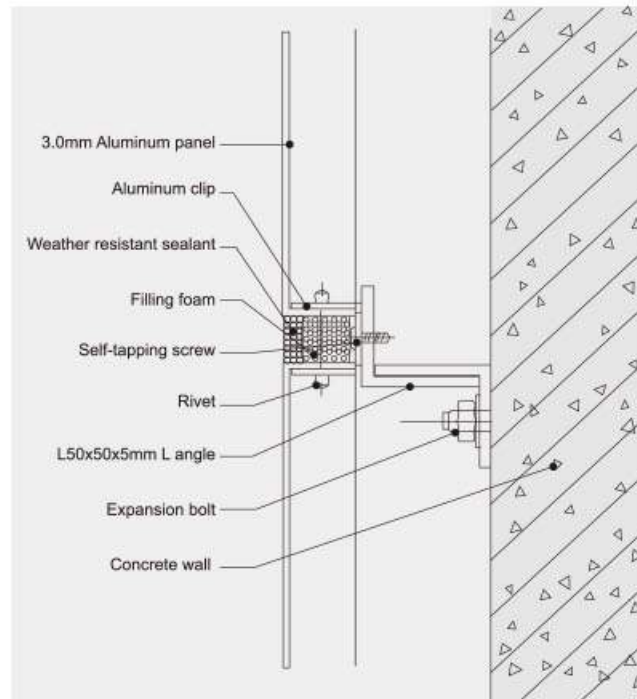 3.0mm Aluminum panel
Aluminum clip
Weather resistant sealant
Filling foam
Self-tapping screw
Rivet
L50x50x5mm L angle
Expansion bolt
Concrete wall